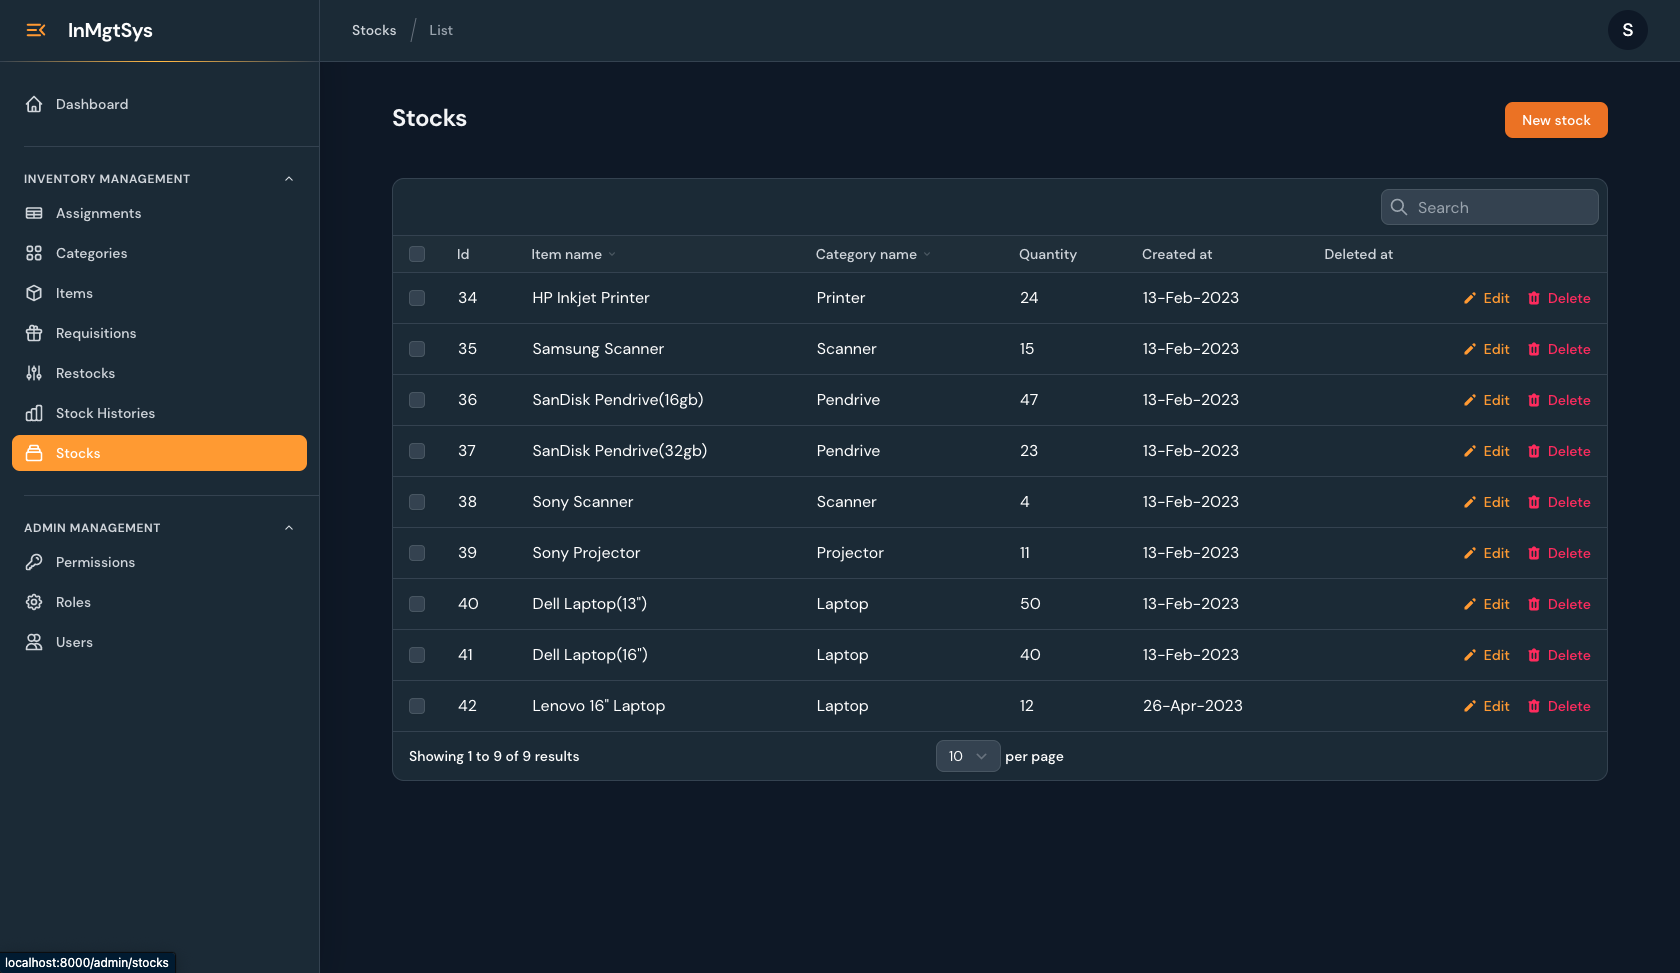 InMgtSys
Stocks / List
S
Dashboard
INVENTORY MANAGEMENT
Assignments
Categories
Items
Requisitions
Restocks
Stock Histories
Stocks
ADMIN MANAGEMENT
Permissions
Roles
Users
Stocks
New stock
Search
Id Item name Category name Quantity Created at Deleted at
34 HP Inkjet Printer Printer 24 13-Feb-2023 Edit Delete
35 Samsung Scanner Scanner 15 13-Feb-2023 Edit Delete
36 SanDisk Pendrive(16gb) Pendrive 47 13-Feb-2023 Edit Delete
37 SanDisk Pendrive(32gb) Pendrive 23 13-Feb-2023 Edit Delete
38 Sony Scanner Scanner 4 13-Feb-2023 Edit Delete
39 Sony Projector Projector 11 13-Feb-2023 Edit Delete
40 Dell Laptop(13") Laptop 50 13-Feb-2023 Edit Delete
41 Dell Laptop(16") Laptop 40 13-Feb-2023 Edit Delete
42 Lenovo 16" Laptop Laptop 12 26-Apr-2023 Edit Delete
Showing 1 to 9 of 9 results 10 per page
localhost:8000/admin/stocks